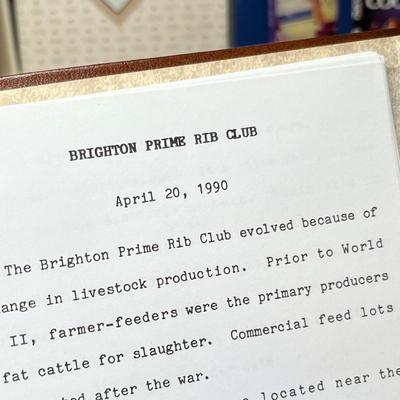 BRIGHTON PRIME RIB CLUB
April 20, 1990
The Brighton Prime Rib Club evolved because of
ange in livestock production. Prior to World
II, farmer-feeders were the primary producers
fat cattle for slaughter. Commercial feed lots
ed after the war.
located near the